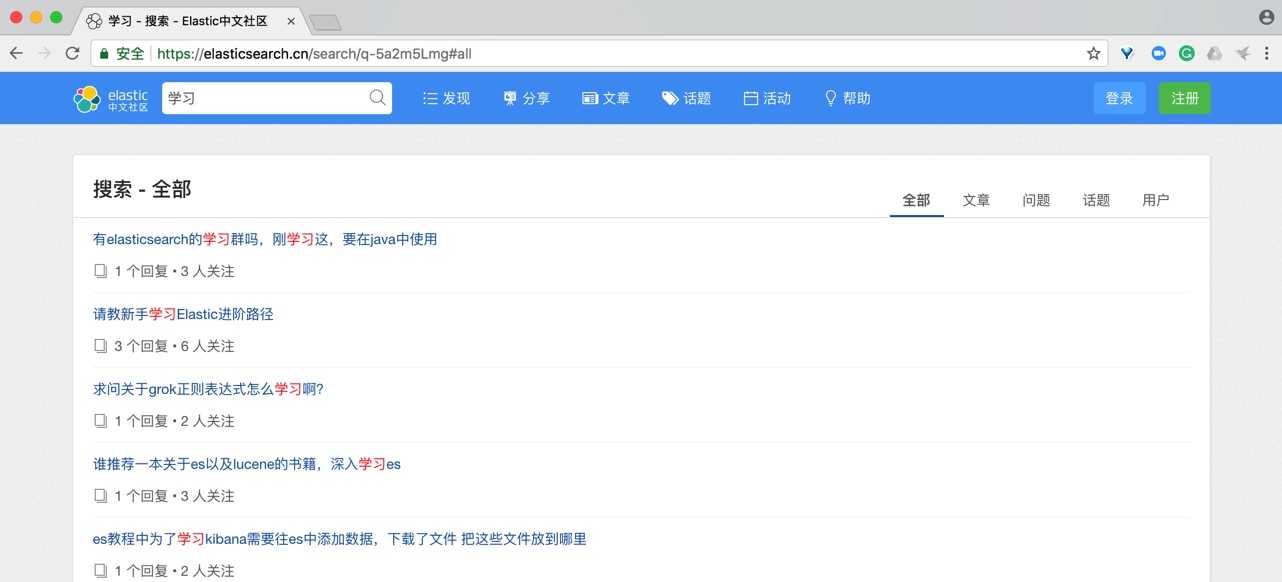 学习 - 搜索 - Elastic中文社区
安全 https://elasticsearch.cn/search/q-5a2m5Lmg#all
elastic
中文社区
学习
发现 分享 文章 话题 活动 帮助 登录 注册
搜索 - 全部
全部 文章 问题 话题 用户
有elasticsearch的学习群吗，刚学习这，要在java中使用
1 个回复 • 3 人关注
请教新手学习Elastic进阶路径
3 个回复 • 6 人关注
求问关于grok正则表达式怎么学习啊?
1 个回复 • 2 人关注
谁推荐一本关于es以及lucene的书籍，深入学习es
1 个回复 • 3 人关注
es教程中为了学习kibana需要往es中添加数据，下载了文件 把这些文件放到哪里
1 个回复 • 2 人关注